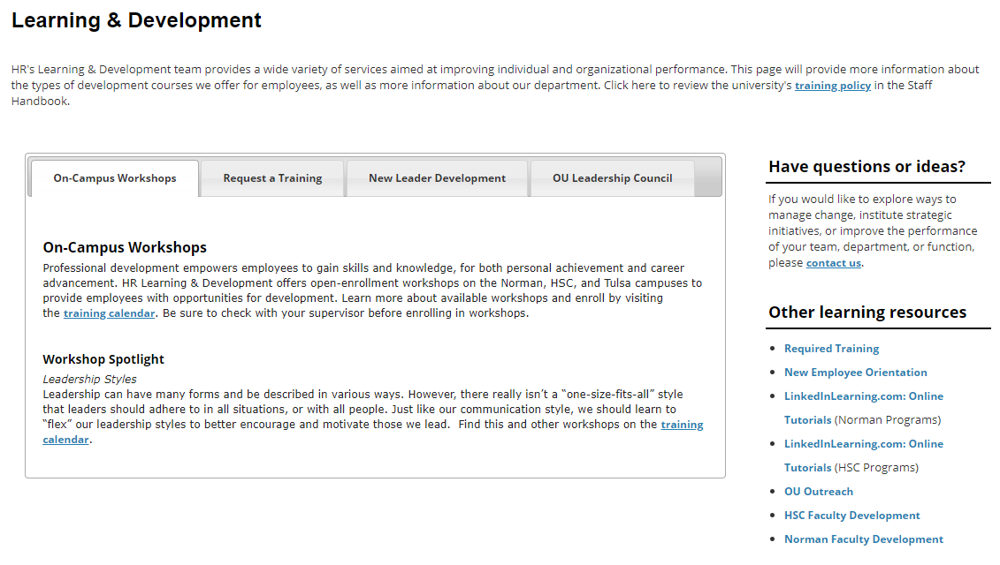 Learning & Development
HR's Learning & Development team provides a wide variety of services aimed at improving individual and organizational performance. This page will provide more information about
the types of development courses we offer for employees, as well as more information about our department. Click here to review the university's training policy in the Staff
Handbook.
On-Campus Workshops
Request a Training
New Leader Development
OU Leadership Council
On-Campus Workshops
Professional development empowers employees to gain skills and knowledge, for both personal achievement and career
advancement. HR Learning & Development offers open-enrollment workshops on the Norman, HSC, and Tulsa campuses to
provide employees with opportunities for development. Learn more about available workshops and enroll by visiting
the training calendar. Be sure to check with your supervisor before enrolling in workshops.
Workshop Spotlight
Leadership Styles
Leadership can have many forms and be described in various ways. However, there really isn’t a “one-size-fits-all” style
that leaders should adhere to in all situations, or with all people. Just like our communication style, we should learn to
“flex” our leadership styles to better encourage and motivate those we lead.  Find this and other workshops on the training
calendar.
Have questions or ideas?
If you would like to explore ways to
manage change, institute strategic
initiatives, or improve the performance
of your team, department, or function,
please contact us.
Other learning resources
Required Training
New Employee Orientation
LinkedInLearning.com: Online
Tutorials (Norman Programs)
LinkedInLearning.com: Online
Tutorials (HSC Programs)
OU Outreach
HSC Faculty Development
Norman Faculty Development